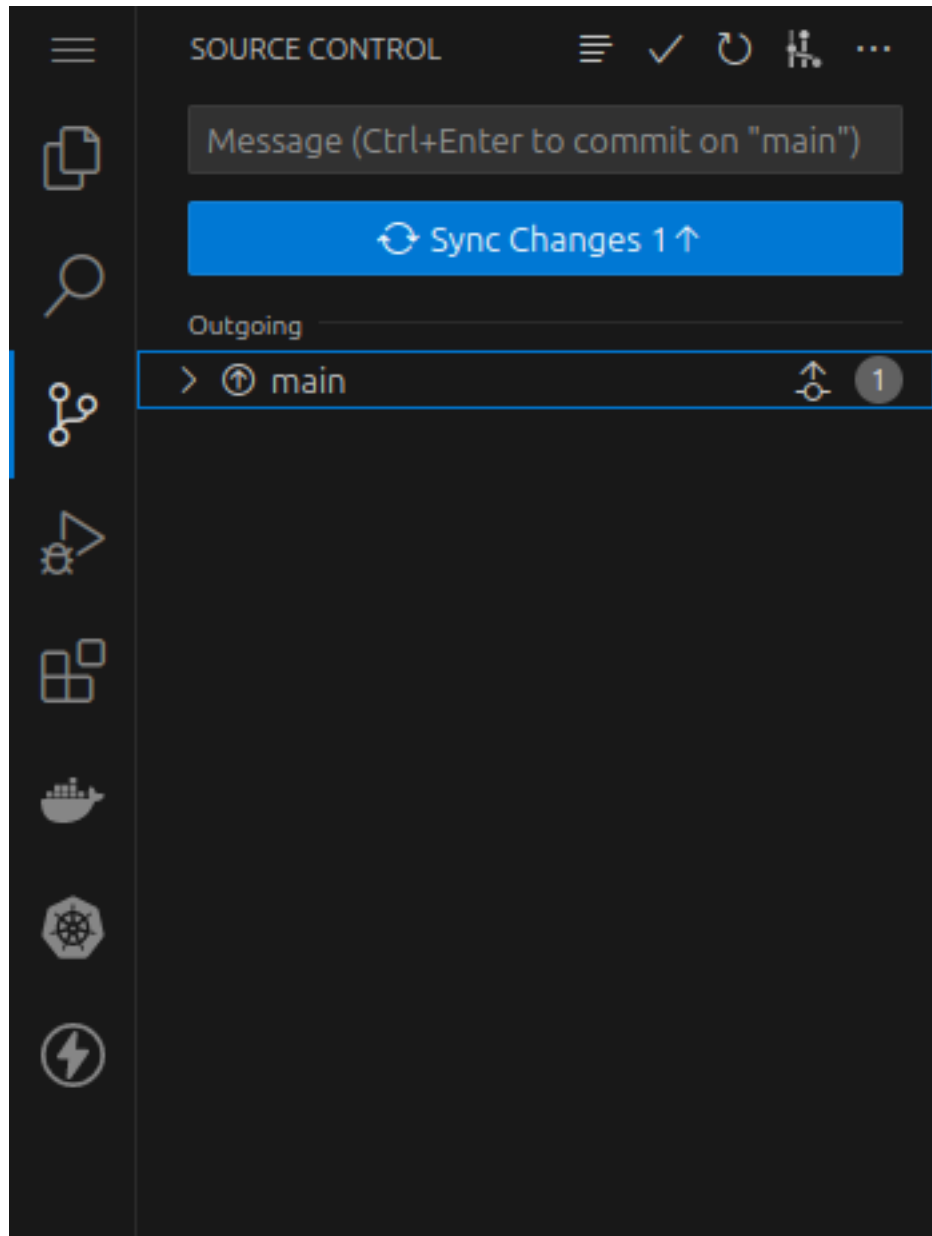 SOURCE CONTROL
Message (Ctrl+Enter to commit on "main")
Sync Changes 1↑
Outgoing
main 1